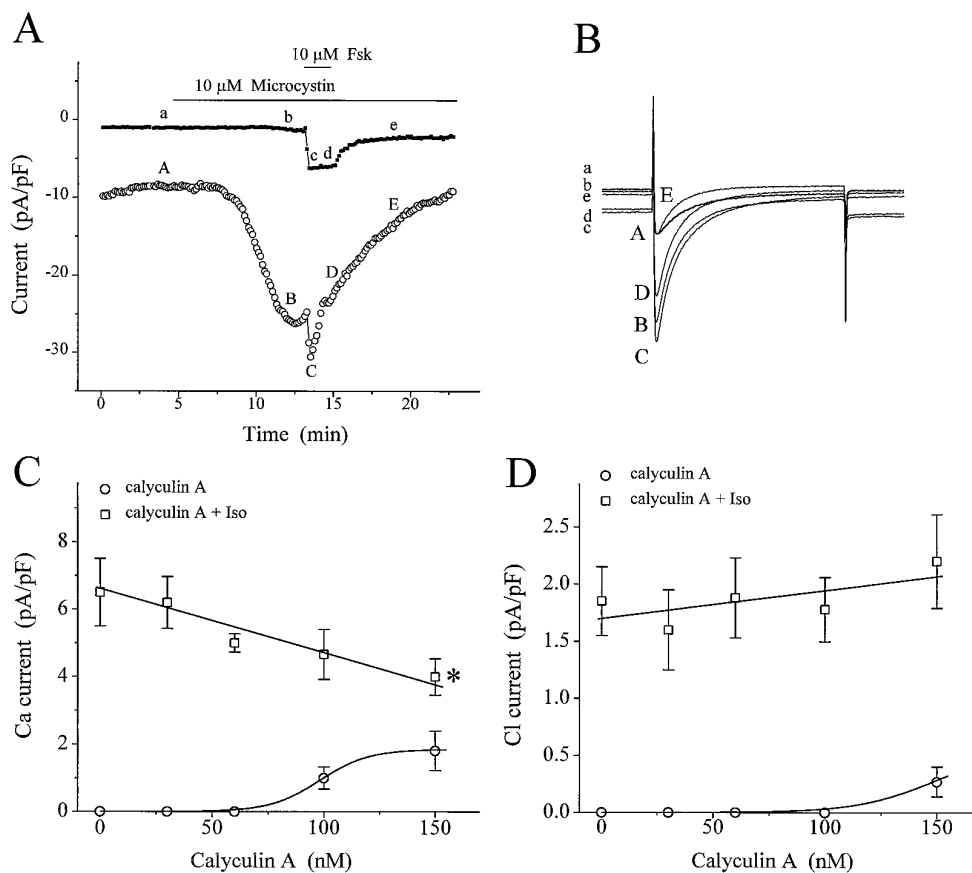 A
10 μM Fsk
10 μM Microcystin
a
b
c d
e
A
B
C
D
E
0
-10
-20
-30
Current (pA/pF)
0
5
10
15
20
Time (min)
B
a
b
e
d
c
E
A
D
B
C
C
calyculin A
calyculin A + Iso
8
6
4
2
0
*
Ca current (pA/pF)
0
50
100
150
Calyculin A (nM)
D
calyculin A
calyculin A + Iso
2.5
2.0
1.5
1.0
0.5
0.0
Cl current (pA/pF)
0
50
100
150
Calyculin A (nM)